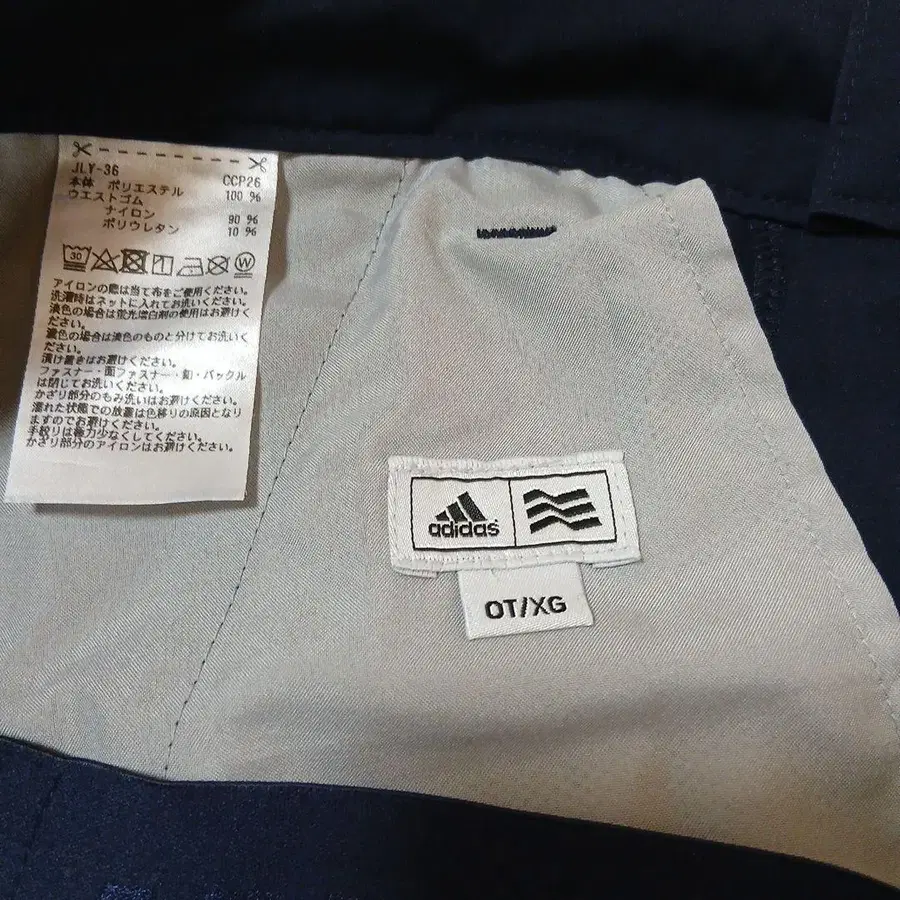 JLY-36 CCP26
本体 ポリエステル 100 %
ウエストゴム
ナイロン 90 %
ポリウレタン 10 %
30 W
アイロンの際は当て布をご使用ください。
洗濯時はネットに入れてお洗いください。
淡色の場合は蛍光増白剤の使用はお避けく
ださい。
濃色の場合は淡色のものと分けてお洗いく
ださい。
漬け置きはお避けください。
ファスナー・面ファスナー・釦・バックル
は閉じてお洗いください。
かざり部分のもみ洗いはお避けください。
濡れた状態での放置は色移りの原因となり
ますのでお避けください。
手絞りは極力少なくしてください。
かざり部分のアイロンはお避けください。
adidas
OT/XG